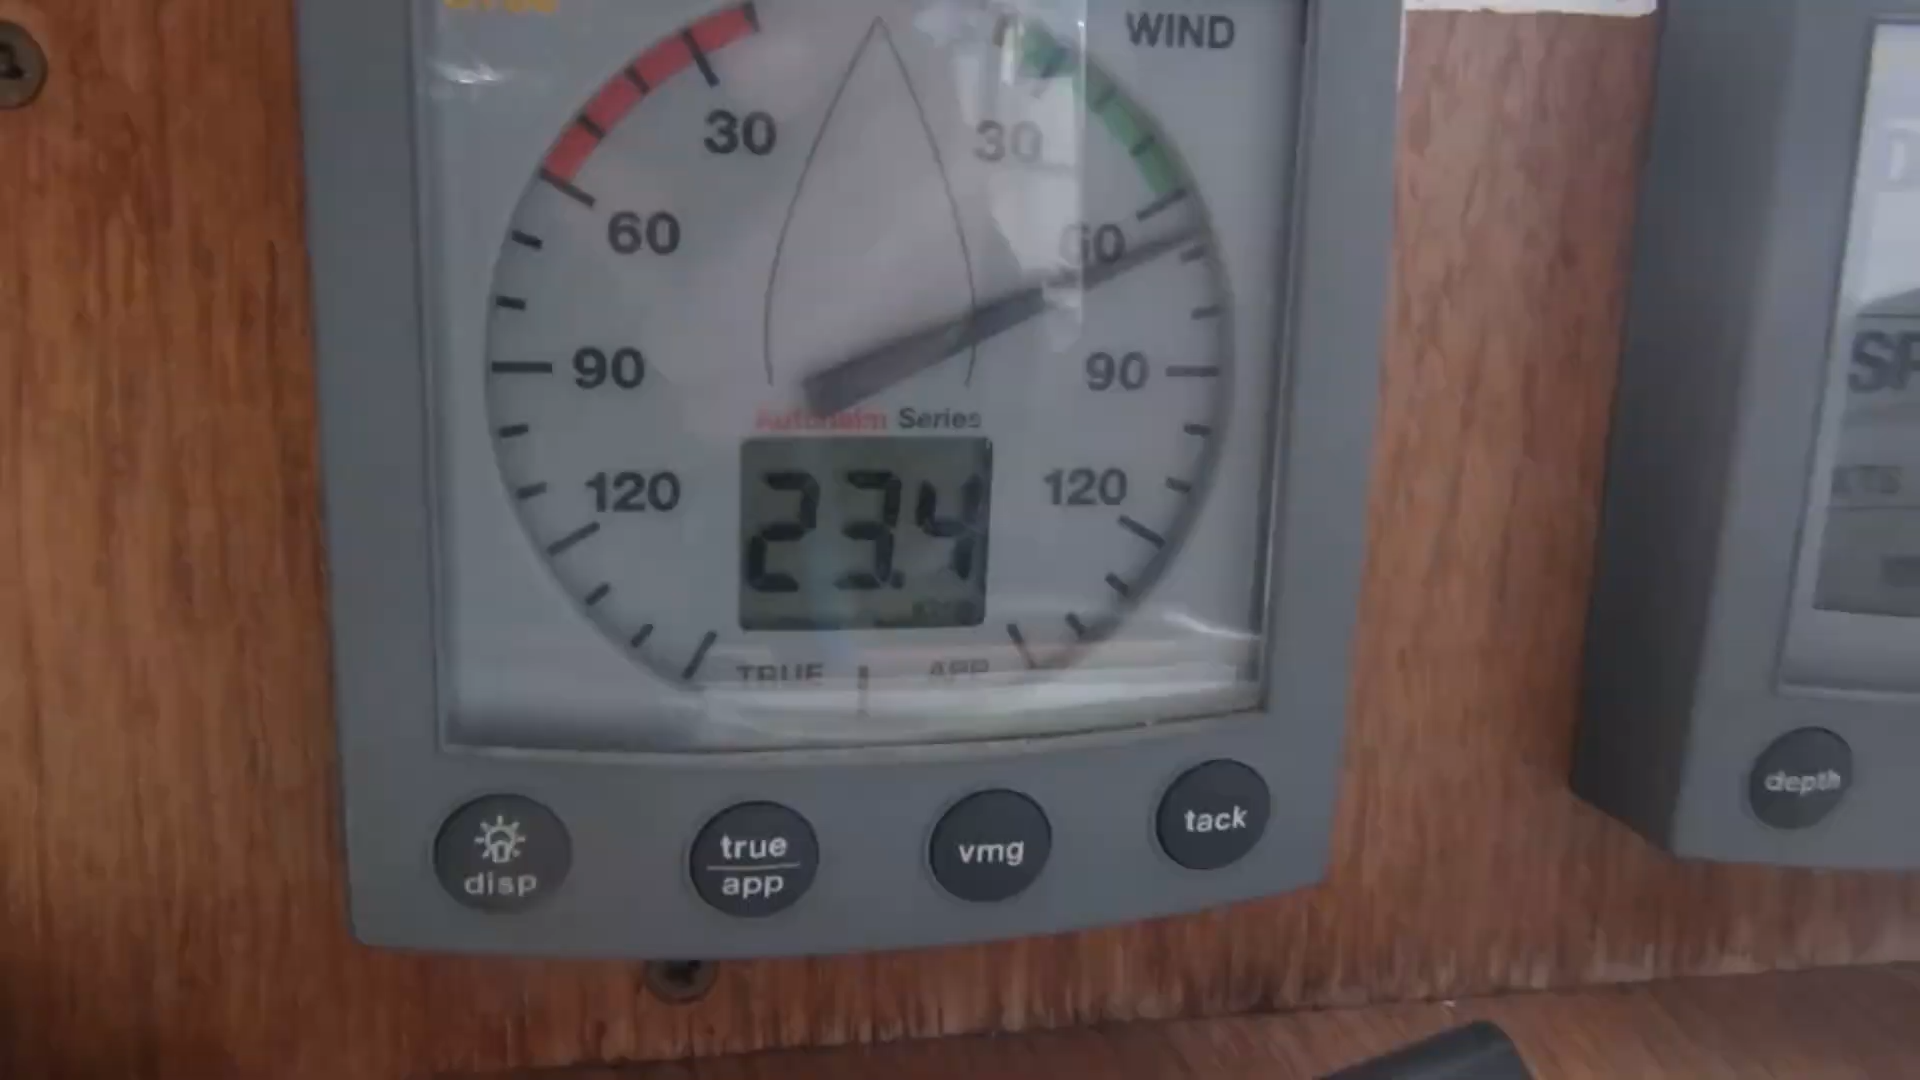 WIND
30 30
60 60
90 90
Autohelm Series
120 120
23.4
TRUE APP
disp
true
app
vmg
tack
depth